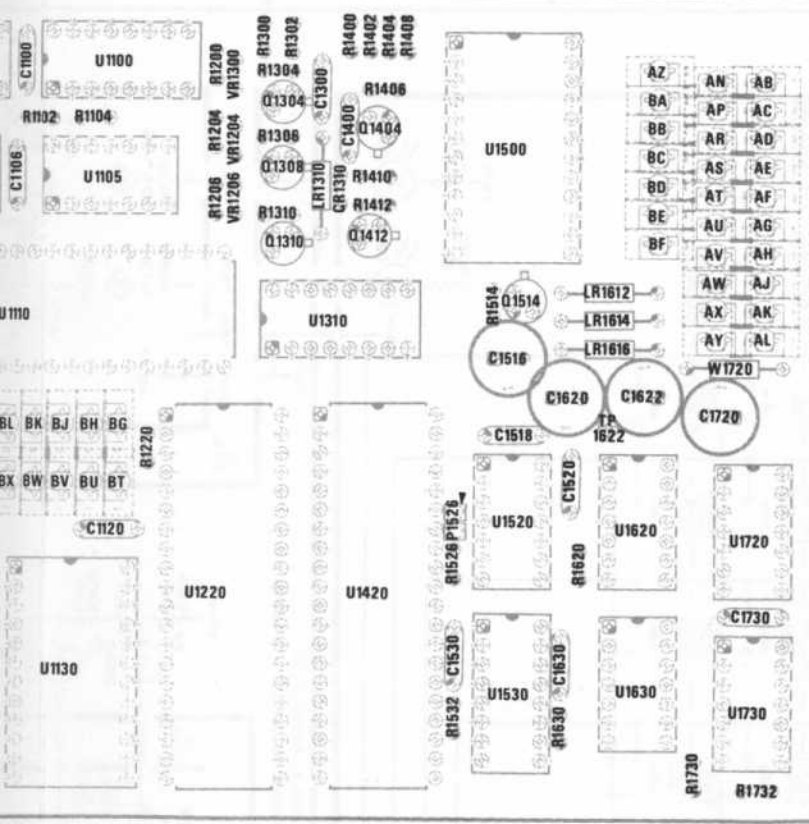 R1300
R1302
R1400
R1402
R1404
R1408
C1100
U1100
R1200
VR1300
R1304
C1300
R1406
Q1304
C1400
Q1404
R1102
R1104
R1204
VR1204
R1306
U1500
C1106
U1105
Q1308
LR1310
CR1310
R1410
R1206
VR1206
R1412
R1310
Q1310
Q1412
AZ
BA
BB
BC
BD
BE
BF
AN AB
AP AC
AR AD
AS AE
AT AF
AU AG
AV AH
AW AJ
AX AK
AY AL
U1110
U1310
R1514
Q1514
LR1612
LR1614
LR1616
C1516
C1620
C1622
W1720
C1720
TP
1622
BL BK BJ BH BG
BX BW BV BU BT
R1220
C1518
C1520
C1120
P1526
R1526
U1520
R1620
U1620
U1720
U1130
U1220
U1420
C1530
R1532
U1530
C1630
R1630
U1630
C1730
U1730
R1730
R1732